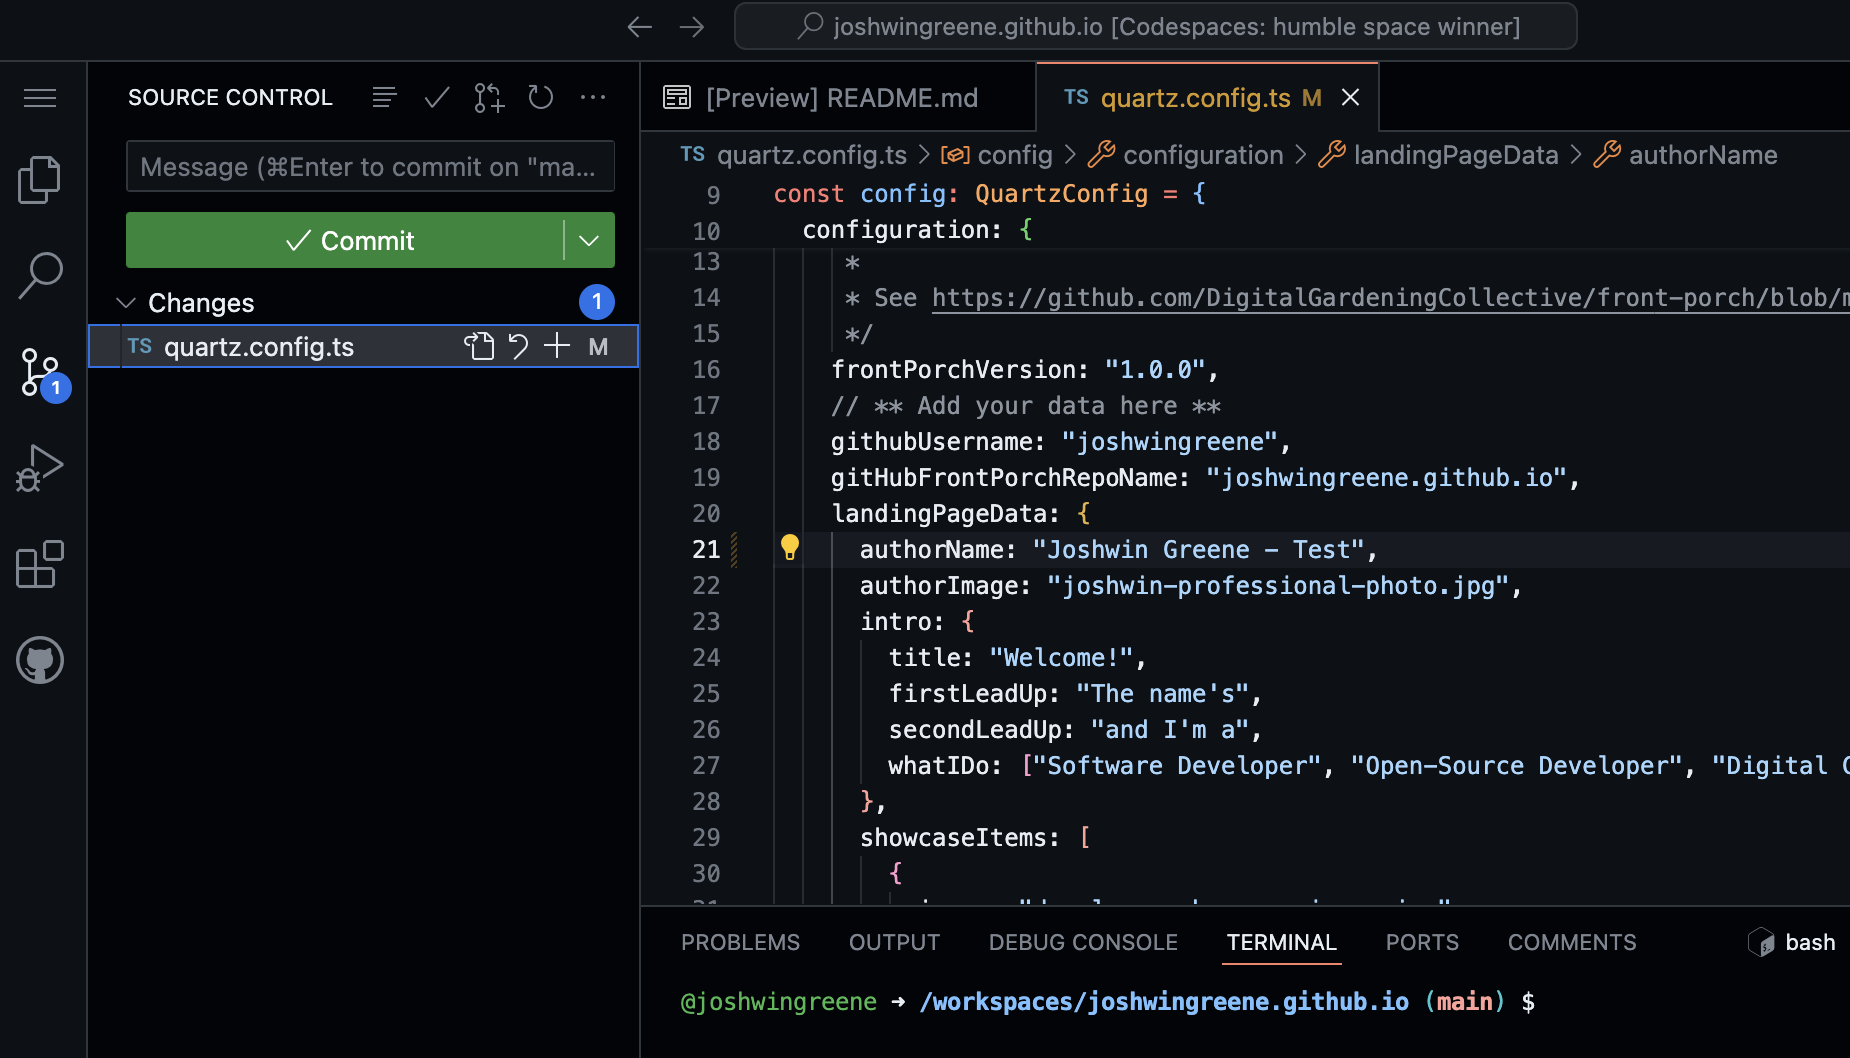 joshwingreene.github.io [Codespaces: humble space winner]
SOURCE CONTROL
Message (⌘Enter to commit on "ma...
Commit
Changes
1
TS quartz.config.ts M
1
[Preview] README.md
TS quartz.config.ts M
TS quartz.config.ts > config > configuration > landingPageData > authorName
9 const config: QuartzConfig = {
10 configuration: {
13 *
14 * See https://github.com/DigitalGardeningCollective/front-porch/blob/
15 */
16 frontPorchVersion: "1.0.0",
17 // ** Add your data here **
18 githubUsername: "joshwingreene",
19 gitHubFrontPorchRepoName: "joshwingreene.github.io",
20 landingPageData: {
21 authorName: "Joshwin Greene - Test",
22 authorImage: "joshwin-professional-photo.jpg",
23 intro: {
24 title: "Welcome!",
25 firstLeadUp: "The name's",
26 secondLeadUp: "and I'm a",
27 whatIDo: ["Software Developer", "Open-Source Developer", "Digital
28 },
29 showcaseItems: [
30 {
PROBLEMS OUTPUT DEBUG CONSOLE TERMINAL PORTS COMMENTS bash
@joshwingreene ➜ /workspaces/joshwingreene.github.io (main) $